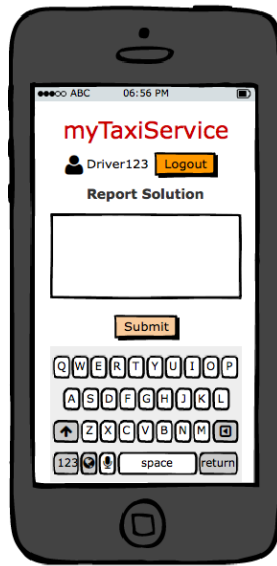 ABC 06:56 PM
myTaxiService
Driver123 Logout
Report Solution
Submit
Q W E R T Y U I O P
A S D F G H J K L
Z X C V B N M
123 space return